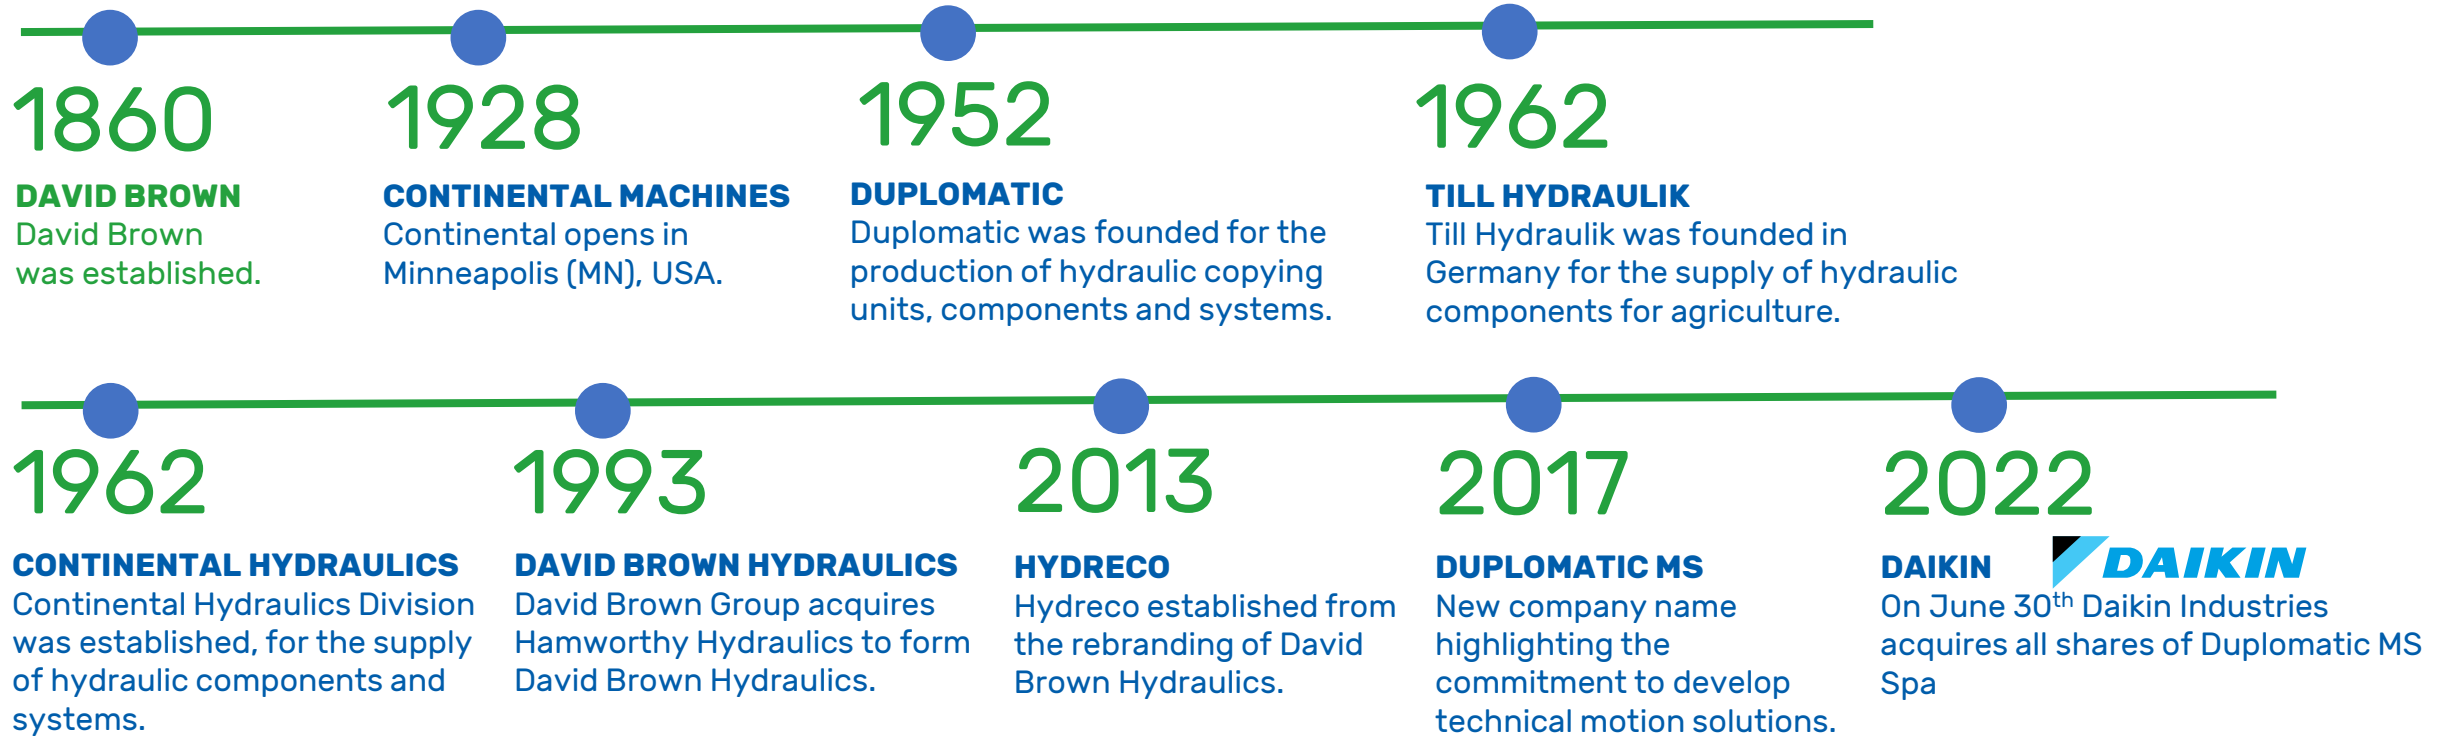 1860
DAVID BROWN
David Brown
was established.
1928
CONTINENTAL MACHINES
Continental opens in
Minneapolis (MN), USA.
1952
DUPLOMATIC
Duplomatic was founded for the
production of hydraulic copying
units, components and systems.
1962
TILL HYDRAULIK
Till Hydraulik was founded in
Germany for the supply of hydraulic
components for agriculture.
1962
CONTINENTAL HYDRAULICS
Continental Hydraulics Division
was established, for the supply
of hydraulic components and
systems.
1993
DAVID BROWN HYDRAULICS
David Brown Group acquires
Hamworthy Hydraulics to form
David Brown Hydraulics.
2013
HYDRECO
Hydreco established from
the rebranding of David
Brown Hydraulics.
2017
DUPLOMATIC MS
New company name
highlighting the
commitment to develop
technical motion solutions.
2022
DAIKIN
DAIKIN
On June 30th Daikin Industries
acquires all shares of Duplomatic MS
Spa